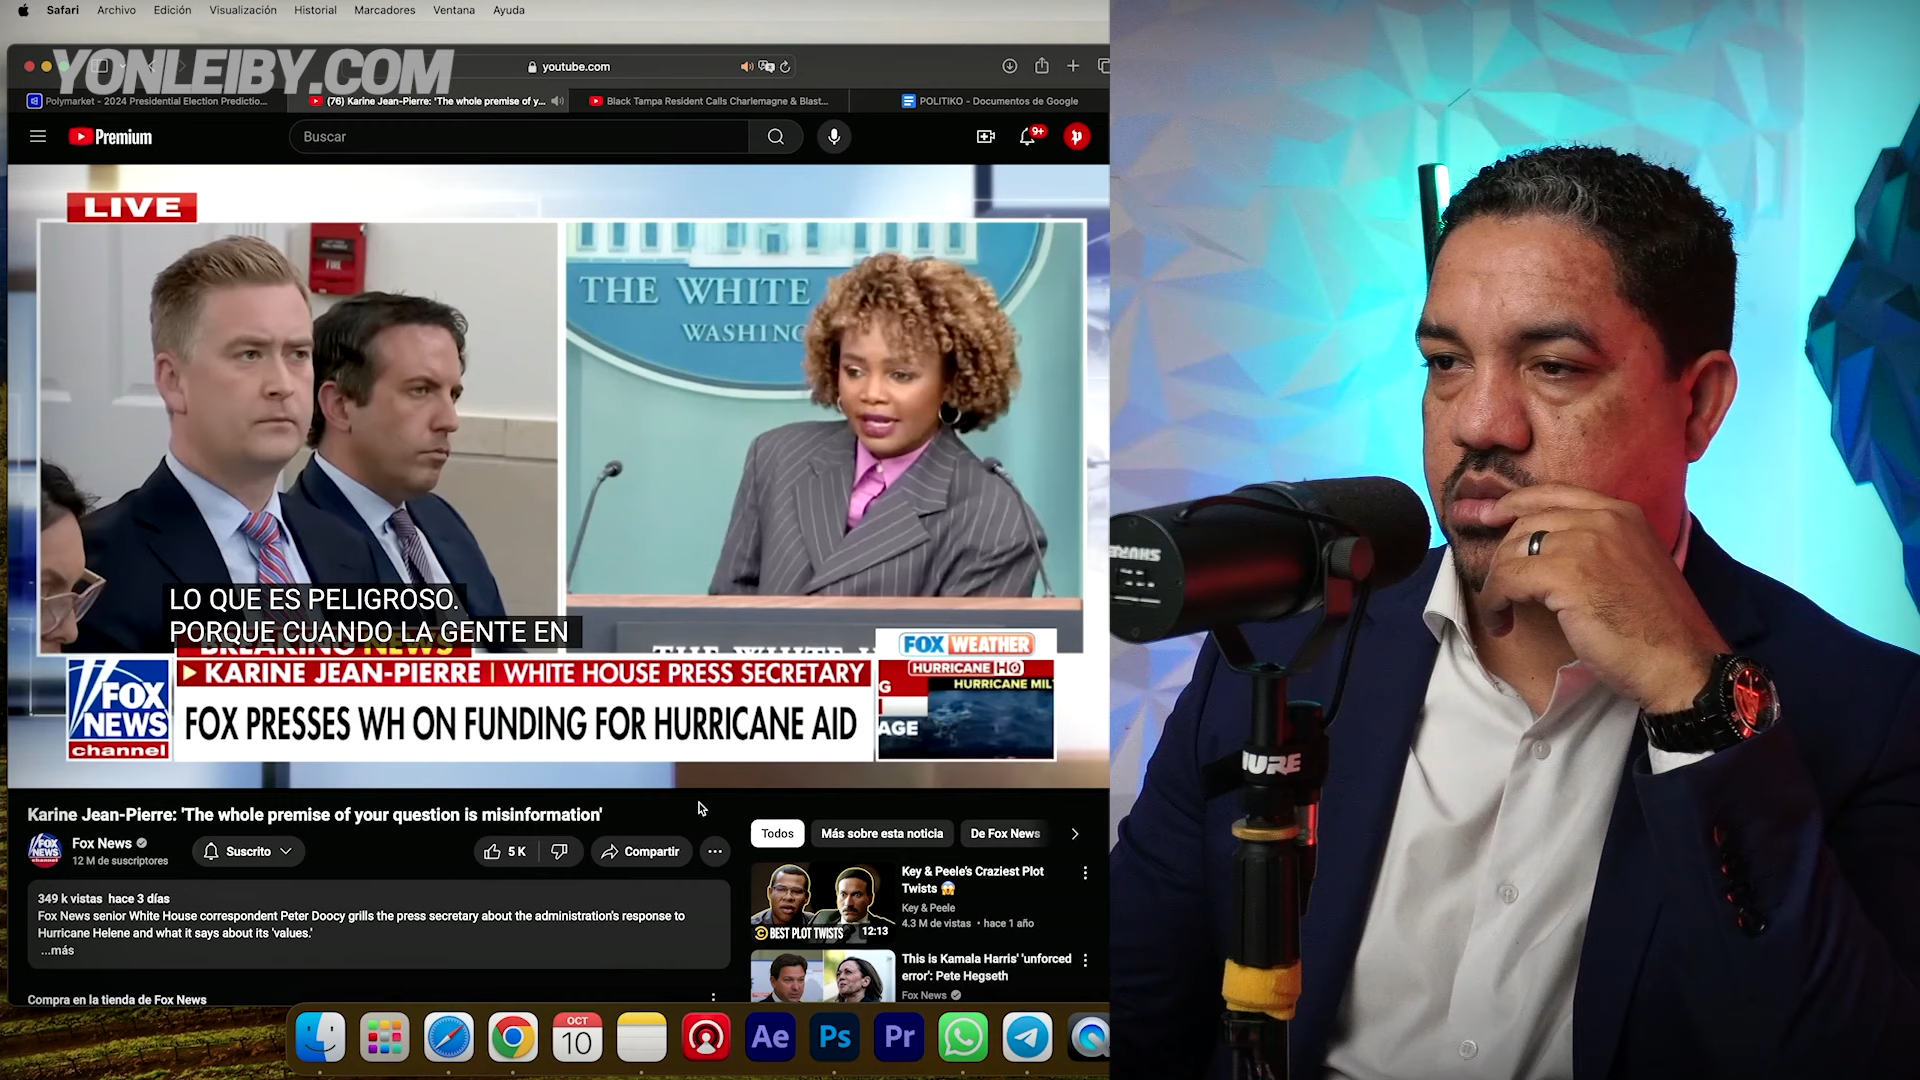 Safari Archivo Edición Visualización Historial Marcadores Ventana Ayuda
YONLEIBY.COM
youtube.com
Polymarket - 2024 Presidential Election Predictio...
(76) Karine Jean-Pierre: 'The whole premise of y...
Black Tampa Resident Calls Charlemagne & Blast...
POLITIKO - Documentos de Google
Premium
Buscar
9+
LIVE
FIRE
THE WHITE
WASHING
LO QUE ES PELIGROSO.
PORQUE CUANDO LA GENTE EN
BREAKING NEWS
KARINE JEAN-PIERRE | WHITE HOUSE PRESS SECRETARY
FOX PRESSES WH ON FUNDING FOR HURRICANE AID
FOX
NEWS
channel
FOX WEATHER
HURRICANE HQ
HURRICANE MIL
AGE
Karine Jean-Pierre: 'The whole premise of your question is misinformation'
Fox News
12 M de suscriptores
Suscrito
5 K
Compartir
349 k vistas hace 3 días
Fox News senior White House correspondent Peter Doocy grills the press secretary about the administration's response to
Hurricane Helene and what it says about its 'values.'
...más
Compra en la tienda de Fox News
Todos
Más sobre esta noticia
De Fox News
Key & Peele's Craziest Plot
Twists 😱
Key & Peele
4.3 M de vistas • hace 1 año
BEST PLOT TWISTS
12:13
This is Kamala Harris' 'unforced
error': Pete Hegseth
Fox News
OCT
10
Ae
Ps
Pr
SHURE
SHURE